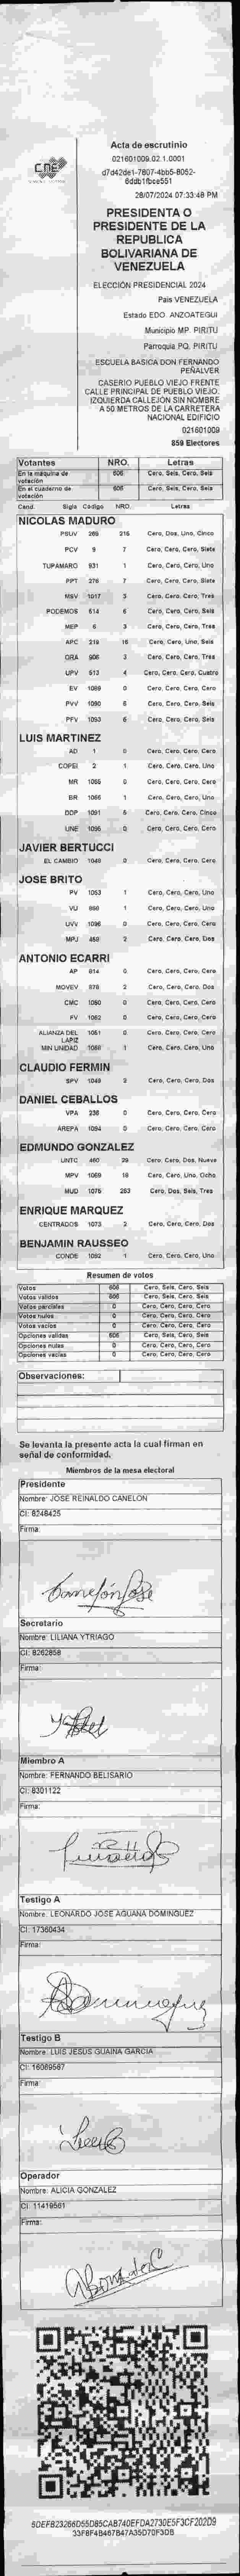 CNE
Acta de escrutinio
021601009.02.1.0001
d7d42de1-7807-4bb5-8052-
6ddb1fbce551
28/07/2024 07:33:48 PM
PRESIDENTA O
PRESIDENTE DE LA
REPUBLICA
BOLIVARIANA DE
VENEZUELA
ELECCIÓN PRESIDENCIAL 2024
País VENEZUELA
Estado EDO. ANZOATEGUI
Municipio MP. PIRITU
Parroquia PQ. PIRITU
ESCUELA BASICA DON FERNANDO
PEÑALVER
CASERIO PUEBLO VIEJO FRENTE
CALLE PRINCIPAL DE PUEBLO VIEJO.
IZQUIERDA CALLEJÓN SIN NOMBRE
A 50 METROS DE LA CARRETERA
NACIONAL EDIFICIO
021601009
859 Electores
Votantes NRO. Letras
En la máquina de votación 606 Cero, Seis, Cero, Seis
En el cuaderno de votación 606 Cero, Seis, Cero, Seis
Cand. Sigla Código NRO. Letras
NICOLAS MADURO
PSUV 269 215 Cero, Dos, Uno, Cinco
PCV 9 7 Cero, Cero, Cero, Siete
TUPAMARO 931 1 Cero, Cero, Cero, Uno
PPT 276 7 Cero, Cero, Cero, Siete
MSV 1017 3 Cero, Cero, Cero, Tres
PODEMOS 514 6 Cero, Cero, Cero, Seis
MEP 6 3 Cero, Cero, Cero, Tres
APC 219 16 Cero, Cero, Uno, Seis
ORA 906 3 Cero, Cero, Cero, Tres
UPV 513 4 Cero, Cero, Cero, Cuatro
EV 1089 0 Cero, Cero, Cero, Cero
PVV 1090 6 Cero, Cero, Cero, Seis
PFV 1093 6 Cero, Cero, Cero, Seis
LUIS MARTINEZ
AD 1 0 Cero, Cero, Cero, Cero
COPEI 2 1 Cero, Cero, Cero, Uno
MR 1055 0 Cero, Cero, Cero, Cero
BR 1066 1 Cero, Cero, Cero, Uno
DDP 1091 5 Cero, Cero, Cero, Cinco
UNE 1095 0 Cero, Cero, Cero, Cero
JAVIER BERTUCCI
EL CAMBIO 1049 0 Cero, Cero, Cero, Cero
JOSE BRITO
PV 1053 1 Cero, Cero, Cero, Uno
VU 960 1 Cero, Cero, Cero, Uno
UVV 1096 0 Cero, Cero, Cero, Cero
MPJ 459 2 Cero, Cero, Cero, Dos
ANTONIO ECARRI
AP 814 0 Cero, Cero, Cero, Cero
MOVEV 878 2 Cero, Cero, Cero, Dos
CMC 1050 0 Cero, Cero, Cero, Cero
FV 1062 0 Cero, Cero, Cero, Cero
ALIANZA DEL LAPIZ 1051 0 Cero, Cero, Cero, Cero
MIN UNIDAD 1068 1 Cero, Cero, Cero, Uno
CLAUDIO FERMIN
SPV 1048 2 Cero, Cero, Cero, Dos
DANIEL CEBALLOS
VPA 236 0 Cero, Cero, Cero, Cero
AREPA 1094 0 Cero, Cero, Cero, Cero
EDMUNDO GONZALEZ
UNTC 460 29 Cero, Cero, Dos, Nueve
MPV 1069 18 Cero, Cero, Uno, Ocho
MUD 1075 263 Cero, Dos, Seis, Tres
ENRIQUE MARQUEZ
CENTRADOS 1073 2 Cero, Cero, Cero, Dos
BENJAMIN RAUSSEO
CONDE 1082 1 Cero, Cero, Cero, Uno
Resumen de votos
Votos 606 Cero, Seis, Cero, Seis
Votos válidos 606 Cero, Seis, Cero, Seis
Votos parciales 0 Cero, Cero, Cero, Cero
Votos nulos 0 Cero, Cero, Cero, Cero
Votos vacíos 0 Cero, Cero, Cero, Cero
Opciones válidas 606 Cero, Seis, Cero, Seis
Opciones nulas 0 Cero, Cero, Cero, Cero
Opciones vacías 0 Cero, Cero, Cero, Cero
Observaciones:
Se levanta la presente acta la cual firman en
señal de conformidad.
Miembros de la mesa electoral
Presidente
Nombre: JOSE REINALDO CANELON
CI: 8248425
Firma:
Canelón José
Secretario
Nombre: LILIANA YTRIAGO
CI: 8262858
Firma:
Miembro A
Nombre: FERNANDO BELISARIO
CI: 8301122
Firma:
Testigo A
Nombre: LEONARDO JOSE AGUANA DOMINGUEZ
CI: 17360434
Firma:
Testigo B
Nombre: LUIS JESUS GUAINA GARCIA
CI: 16069567
Firma:
Operador
Nombre: ALICIA GONZALEZ
CI: 11419561
Firma:
5DEFB23266D55D85CAB740EFDA2730E5F3CF202D9
33F8F4B467B47A35D70F3DB